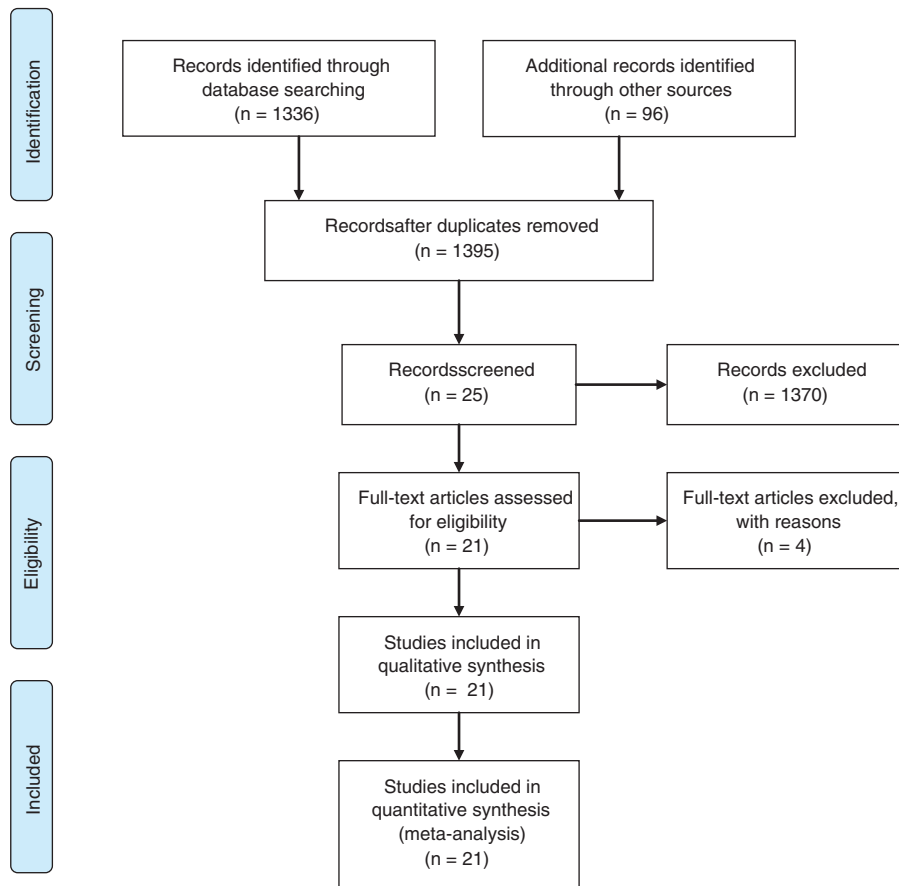 Identification
Records identified through
database searching
(n = 1336)
Additional records identified
through other sources
(n = 96)
Recordsafter duplicates removed
(n = 1395)
Screening
Recordsscreened
(n = 25)
Records excluded
(n = 1370)
Eligibility
Full-text articles assessed
for eligibility
(n = 21)
Full-text articles excluded,
with reasons
(n = 4)
Studies included in
qualitative synthesis
(n = 21)
Included
Studies included in
quantitative synthesis
(meta-analysis)
(n = 21)